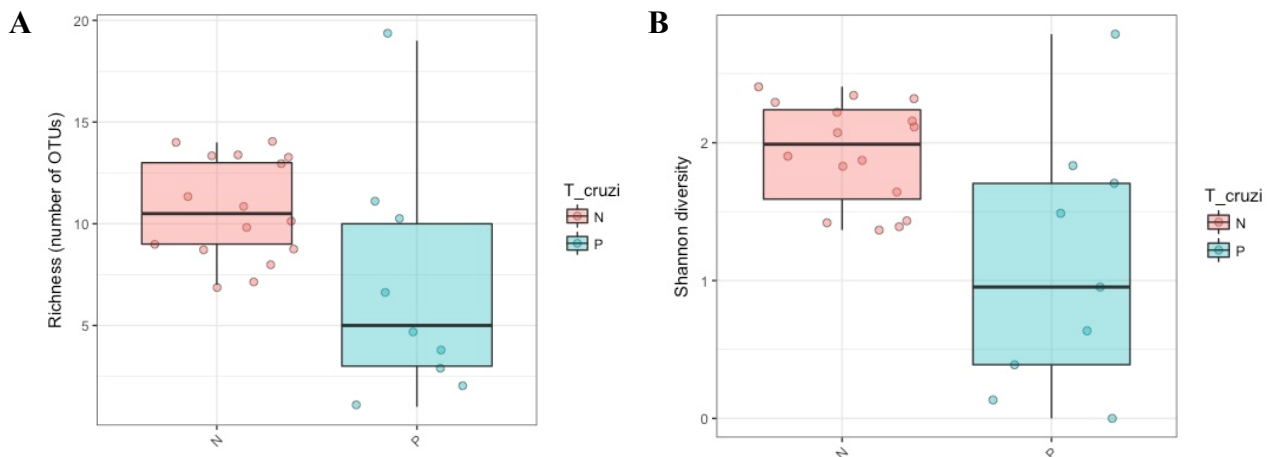 A
Richness (number of OTUs)
20
15
10
5
N
P
T_cruzi
N
P
B
Shannon diversity
2
1
0
N
P
T_cruzi
N
P